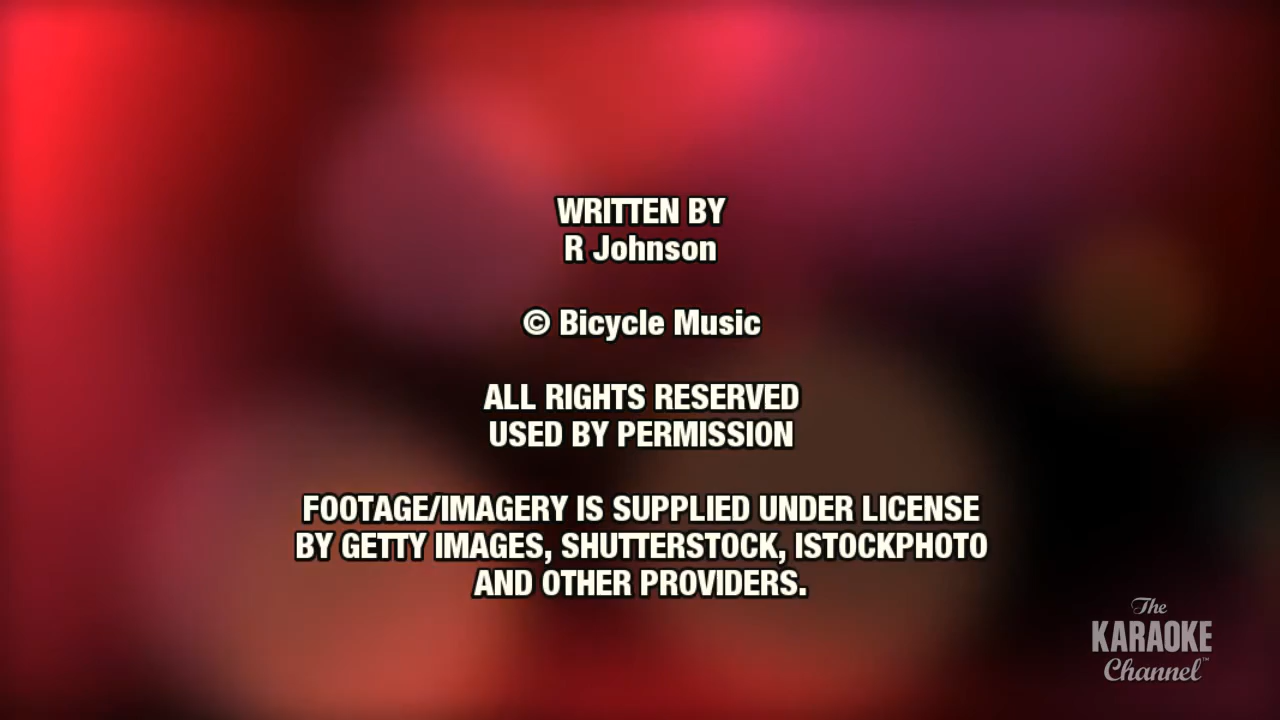 WRITTEN BY
R Johnson
© Bicycle Music
ALL RIGHTS RESERVED
USED BY PERMISSION
FOOTAGE/IMAGERY IS SUPPLIED UNDER LICENSE
BY GETTY IMAGES, SHUTTERSTOCK, ISTOCKPHOTO
AND OTHER PROVIDERS.
The
KARAOKE
Channel™